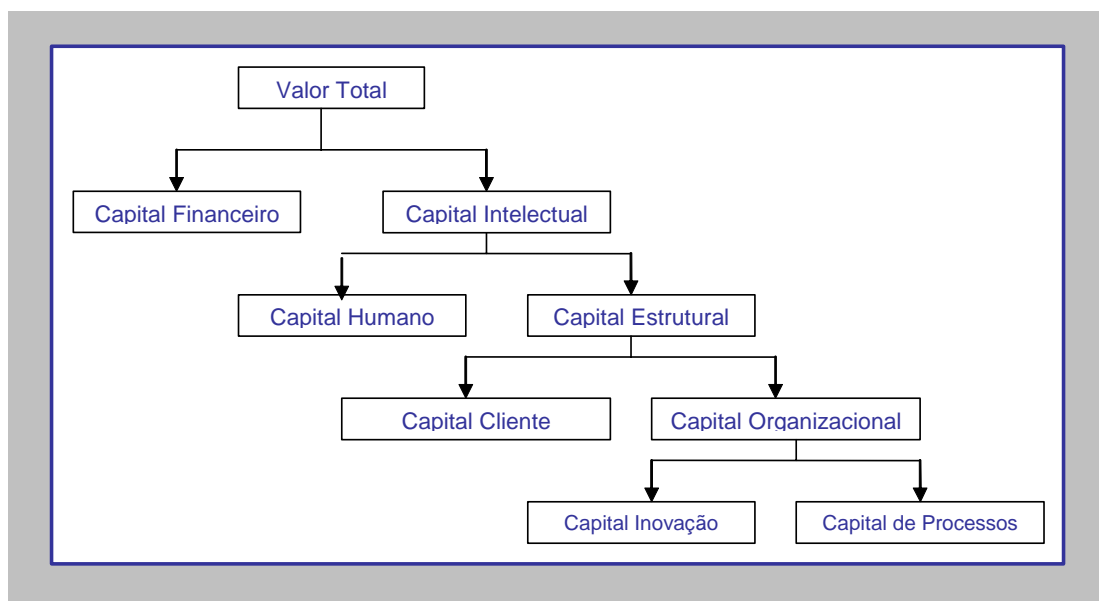 Valor Total
Capital Financeiro
Capital Intelectual
Capital Humano
Capital Estrutural
Capital Cliente
Capital Organizacional
Capital Inovação
Capital de Processos